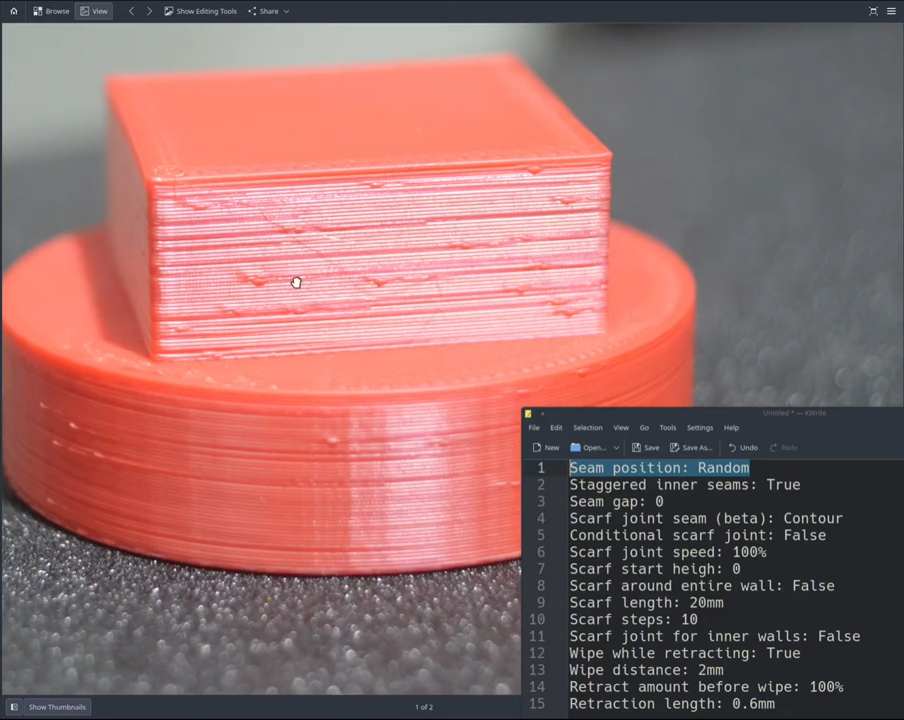 Browse View Show Editing Tools Share
Untitled * — KWrite
File Edit Selection View Go Tools Settings Help
New Open... Save Save As... Undo Redo
1 Seam position: Random
2 Staggered inner seams: True
3 Seam gap: 0
4 Scarf joint seam (beta): Contour
5 Conditional scarf joint: False
6 Scarf joint speed: 100%
7 Scarf start heigh: 0
8 Scarf around entire wall: False
9 Scarf length: 20mm
10 Scarf steps: 10
11 Scarf joint for inner walls: False
12 Wipe while retracting: True
13 Wipe distance: 2mm
14 Retract amount before wipe: 100%
15 Retraction length: 0.6mm
Show Thumbnails 1 of 2